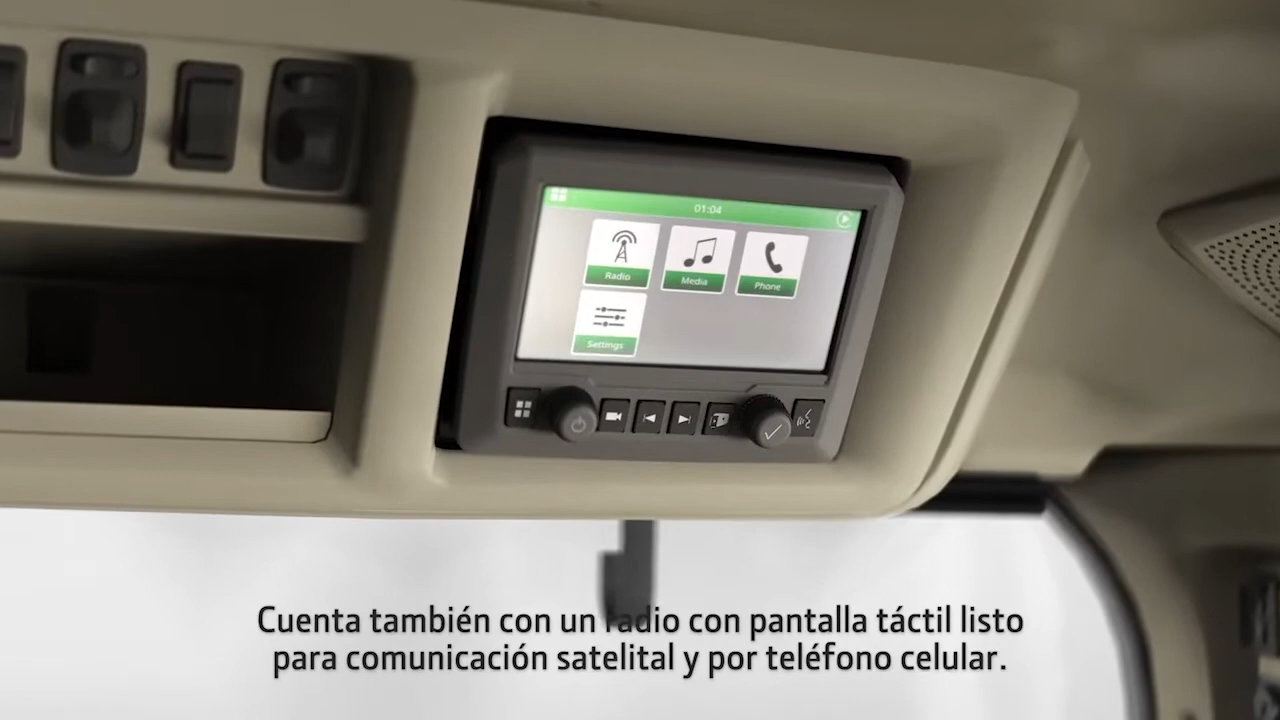 01:04
Radio
Media
Phone
Settings
Cuenta también con un radio con pantalla táctil listo
para comunicación satelital y por teléfono celular.